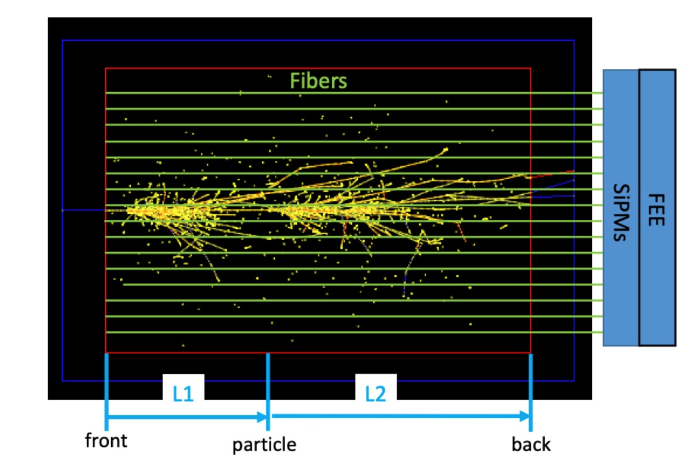 Fibers
SiPMs
FEE
L1
L2
front
particle
back